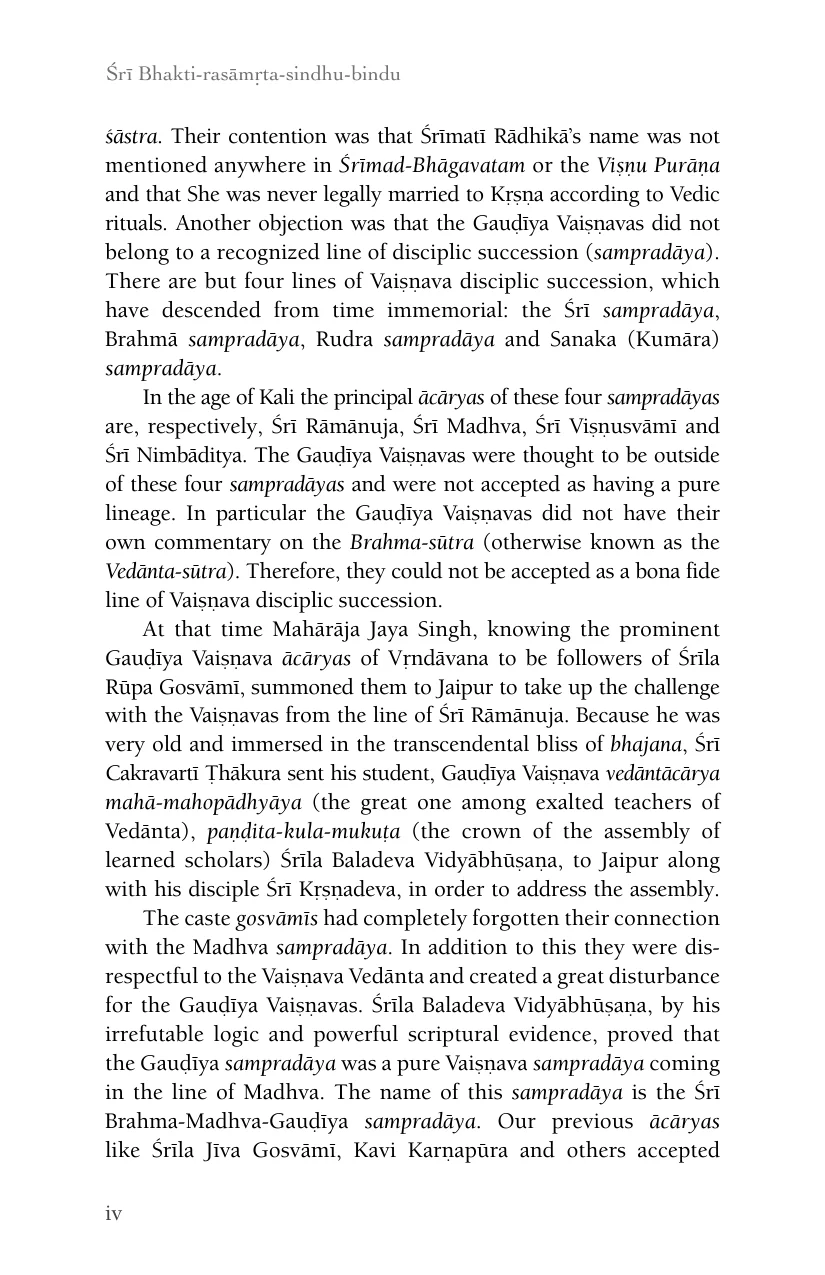 Śrī Bhakti-rasāmṛta-sindhu-bindu
śāstra. Their contention was that Śrīmatī Rādhikā’s name was not
mentioned anywhere in Śrīmad-Bhāgavatam or the Viṣṇu Purāṇa
and that She was never legally married to Kṛṣṇa according to Vedic
rituals. Another objection was that the Gauḍīya Vaiṣṇavas did not
belong to a recognized line of disciplic succession (sampradāya).
There are but four lines of Vaiṣṇava disciplic succession, which
have descended from time immemorial: the Śrī sampradāya,
Brahmā sampradāya, Rudra sampradāya and Sanaka (Kumāra)
sampradāya.
In the age of Kali the principal ācāryas of these four sampradāyas
are, respectively, Śrī Rāmānuja, Śrī Madhva, Śrī Viṣṇusvāmī and
Śrī Nimbāditya. The Gauḍīya Vaiṣṇavas were thought to be outside
of these four sampradāyas and were not accepted as having a pure
lineage. In particular the Gauḍīya Vaiṣṇavas did not have their
own commentary on the Brahma-sūtra (otherwise known as the
Vedānta-sūtra). Therefore, they could not be accepted as a bona fide
line of Vaiṣṇava disciplic succession.
At that time Mahārāja Jaya Singh, knowing the prominent
Gauḍīya Vaiṣṇava ācāryas of Vṛndāvana to be followers of Śrīla
Rūpa Gosvāmī, summoned them to Jaipur to take up the challenge
with the Vaiṣṇavas from the line of Śrī Rāmānuja. Because he was
very old and immersed in the transcendental bliss of bhajana, Śrī
Cakravartī Ṭhākura sent his student, Gauḍīya Vaiṣṇava vedāntācārya
mahā-mahopādhyāya (the great one among exalted teachers of
Vedānta), paṇḍita-kula-mukuṭa (the crown of the assembly of
learned scholars) Śrīla Baladeva Vidyābhūṣaṇa, to Jaipur along
with his disciple Śrī Kṛṣṇadeva, in order to address the assembly.
The caste gosvāmīs had completely forgotten their connection
with the Madhva sampradāya. In addition to this they were dis-
respectful to the Vaiṣṇava Vedānta and created a great disturbance
for the Gauḍīya Vaiṣṇavas. Śrīla Baladeva Vidyābhūṣaṇa, by his
irrefutable logic and powerful scriptural evidence, proved that
the Gauḍīya sampradāya was a pure Vaiṣṇava sampradāya coming
in the line of Madhva. The name of this sampradāya is the Śrī
Brahma-Madhva-Gauḍīya sampradāya. Our previous ācāryas
like Śrīla Jīva Gosvāmī, Kavi Karṇapūra and others accepted
iv